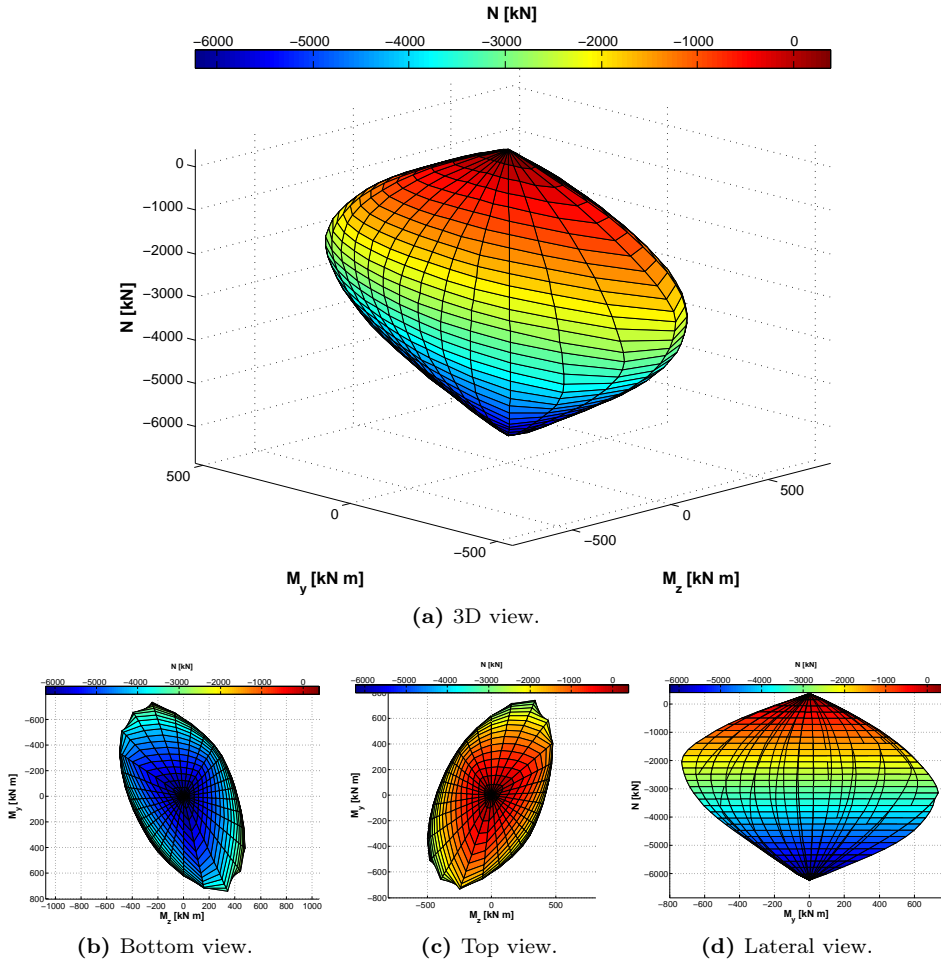 N [kN]
−6000 −5000 −4000 −3000 −2000 −1000 0
0
−1000
−2000
−3000
−4000
−5000
−6000
N [kN]
500 0 −500
−500 0 500
M_y [kN m] M_z [kN m]
(a) 3D view.
N [kN]
−6000 −5000 −4000 −3000 −2000 −1000 0
−600
−400
−200
0
200
400
600
800
M_y [kN m]
−1000 −800 −600 −400 −200 0 200 400 600 800 1000
M_z [kN m]
(b) Bottom view.
N [kN]
−6000 −5000 −4000 −3000 −2000 −1000 0
800
600
400
200
0
−200
−400
−600
−800
M_y [kN m]
−500 0 500
M_z [kN m]
(c) Top view.
N [kN]
−6000 −5000 −4000 −3000 −2000 −1000 0
0
−1000
−2000
−3000
−4000
−5000
−6000
N [kN]
−800 −600 −400 −200 0 200 400 600
M_y [kN m]
(d) Lateral view.